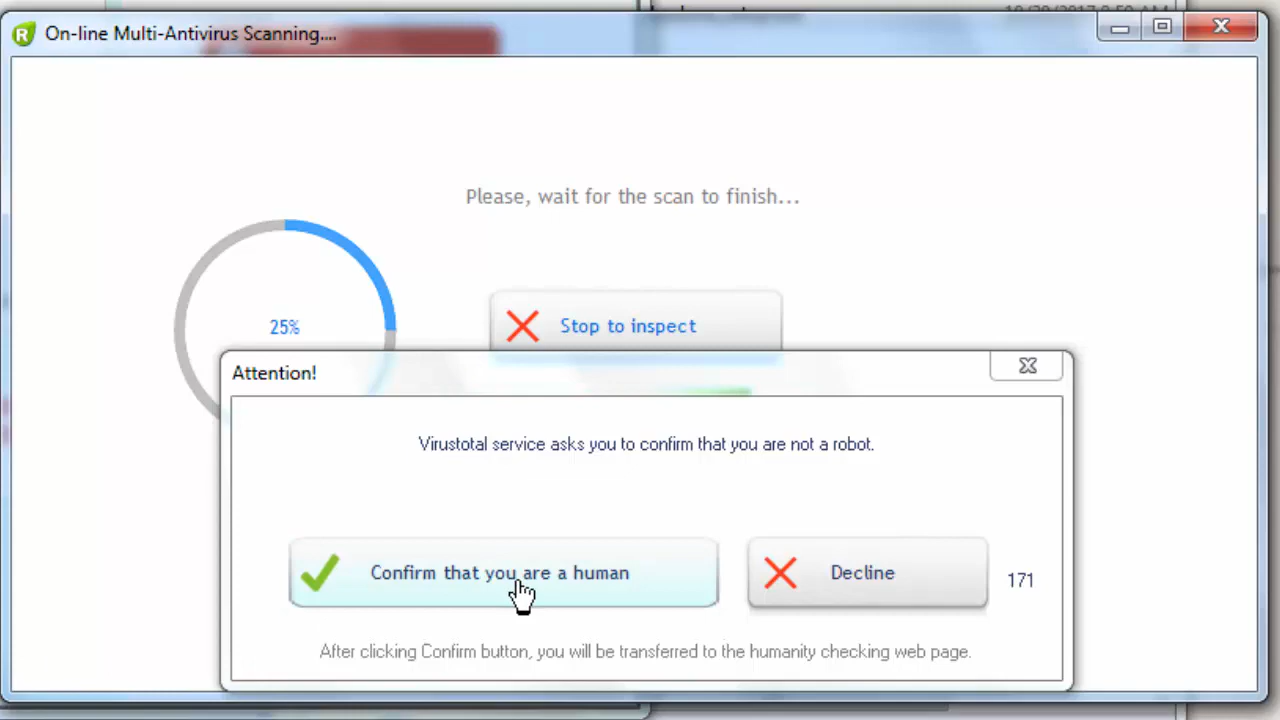 On-line Multi-Antivirus Scanning....
Please, wait for the scan to finish...
25%
Stop to inspect
Attention!
Virustotal service asks you to confirm that you are not a robot.
Confirm that you are a human
Decline
171
After clicking Confirm button, you will be transferred to the humanity checking web page.